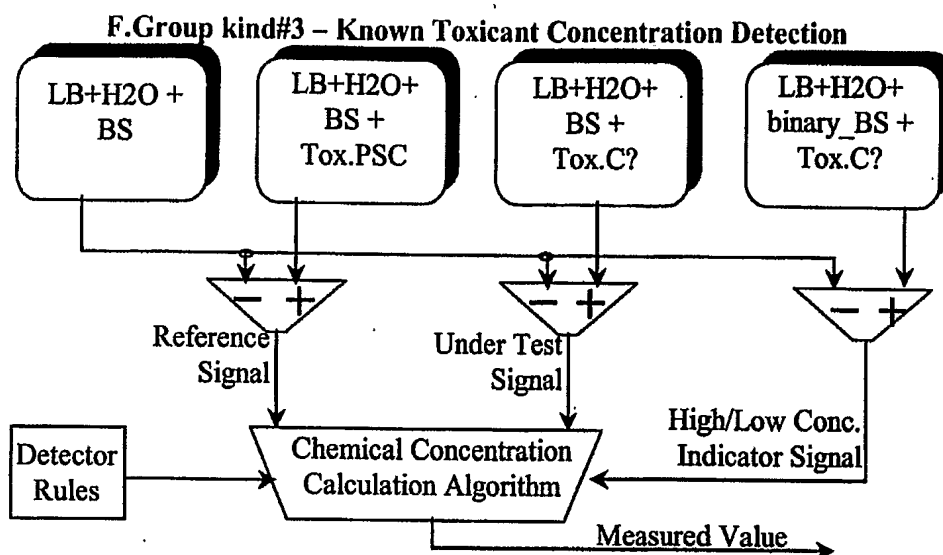 F.Group kind#3 – Known Toxicant Concentration Detection
LB+H2O +
BS
LB+H2O+
BS +
Tox.PSC
LB+H2O+
BS +
Tox.C?
LB+H2O+
binary_BS +
Tox.C?
− +
− +
− +
Reference
Signal
Under Test
Signal
High/Low Conc.
Indicator Signal
Detector
Rules
Chemical Concentration
Calculation Algorithm
Measured Value